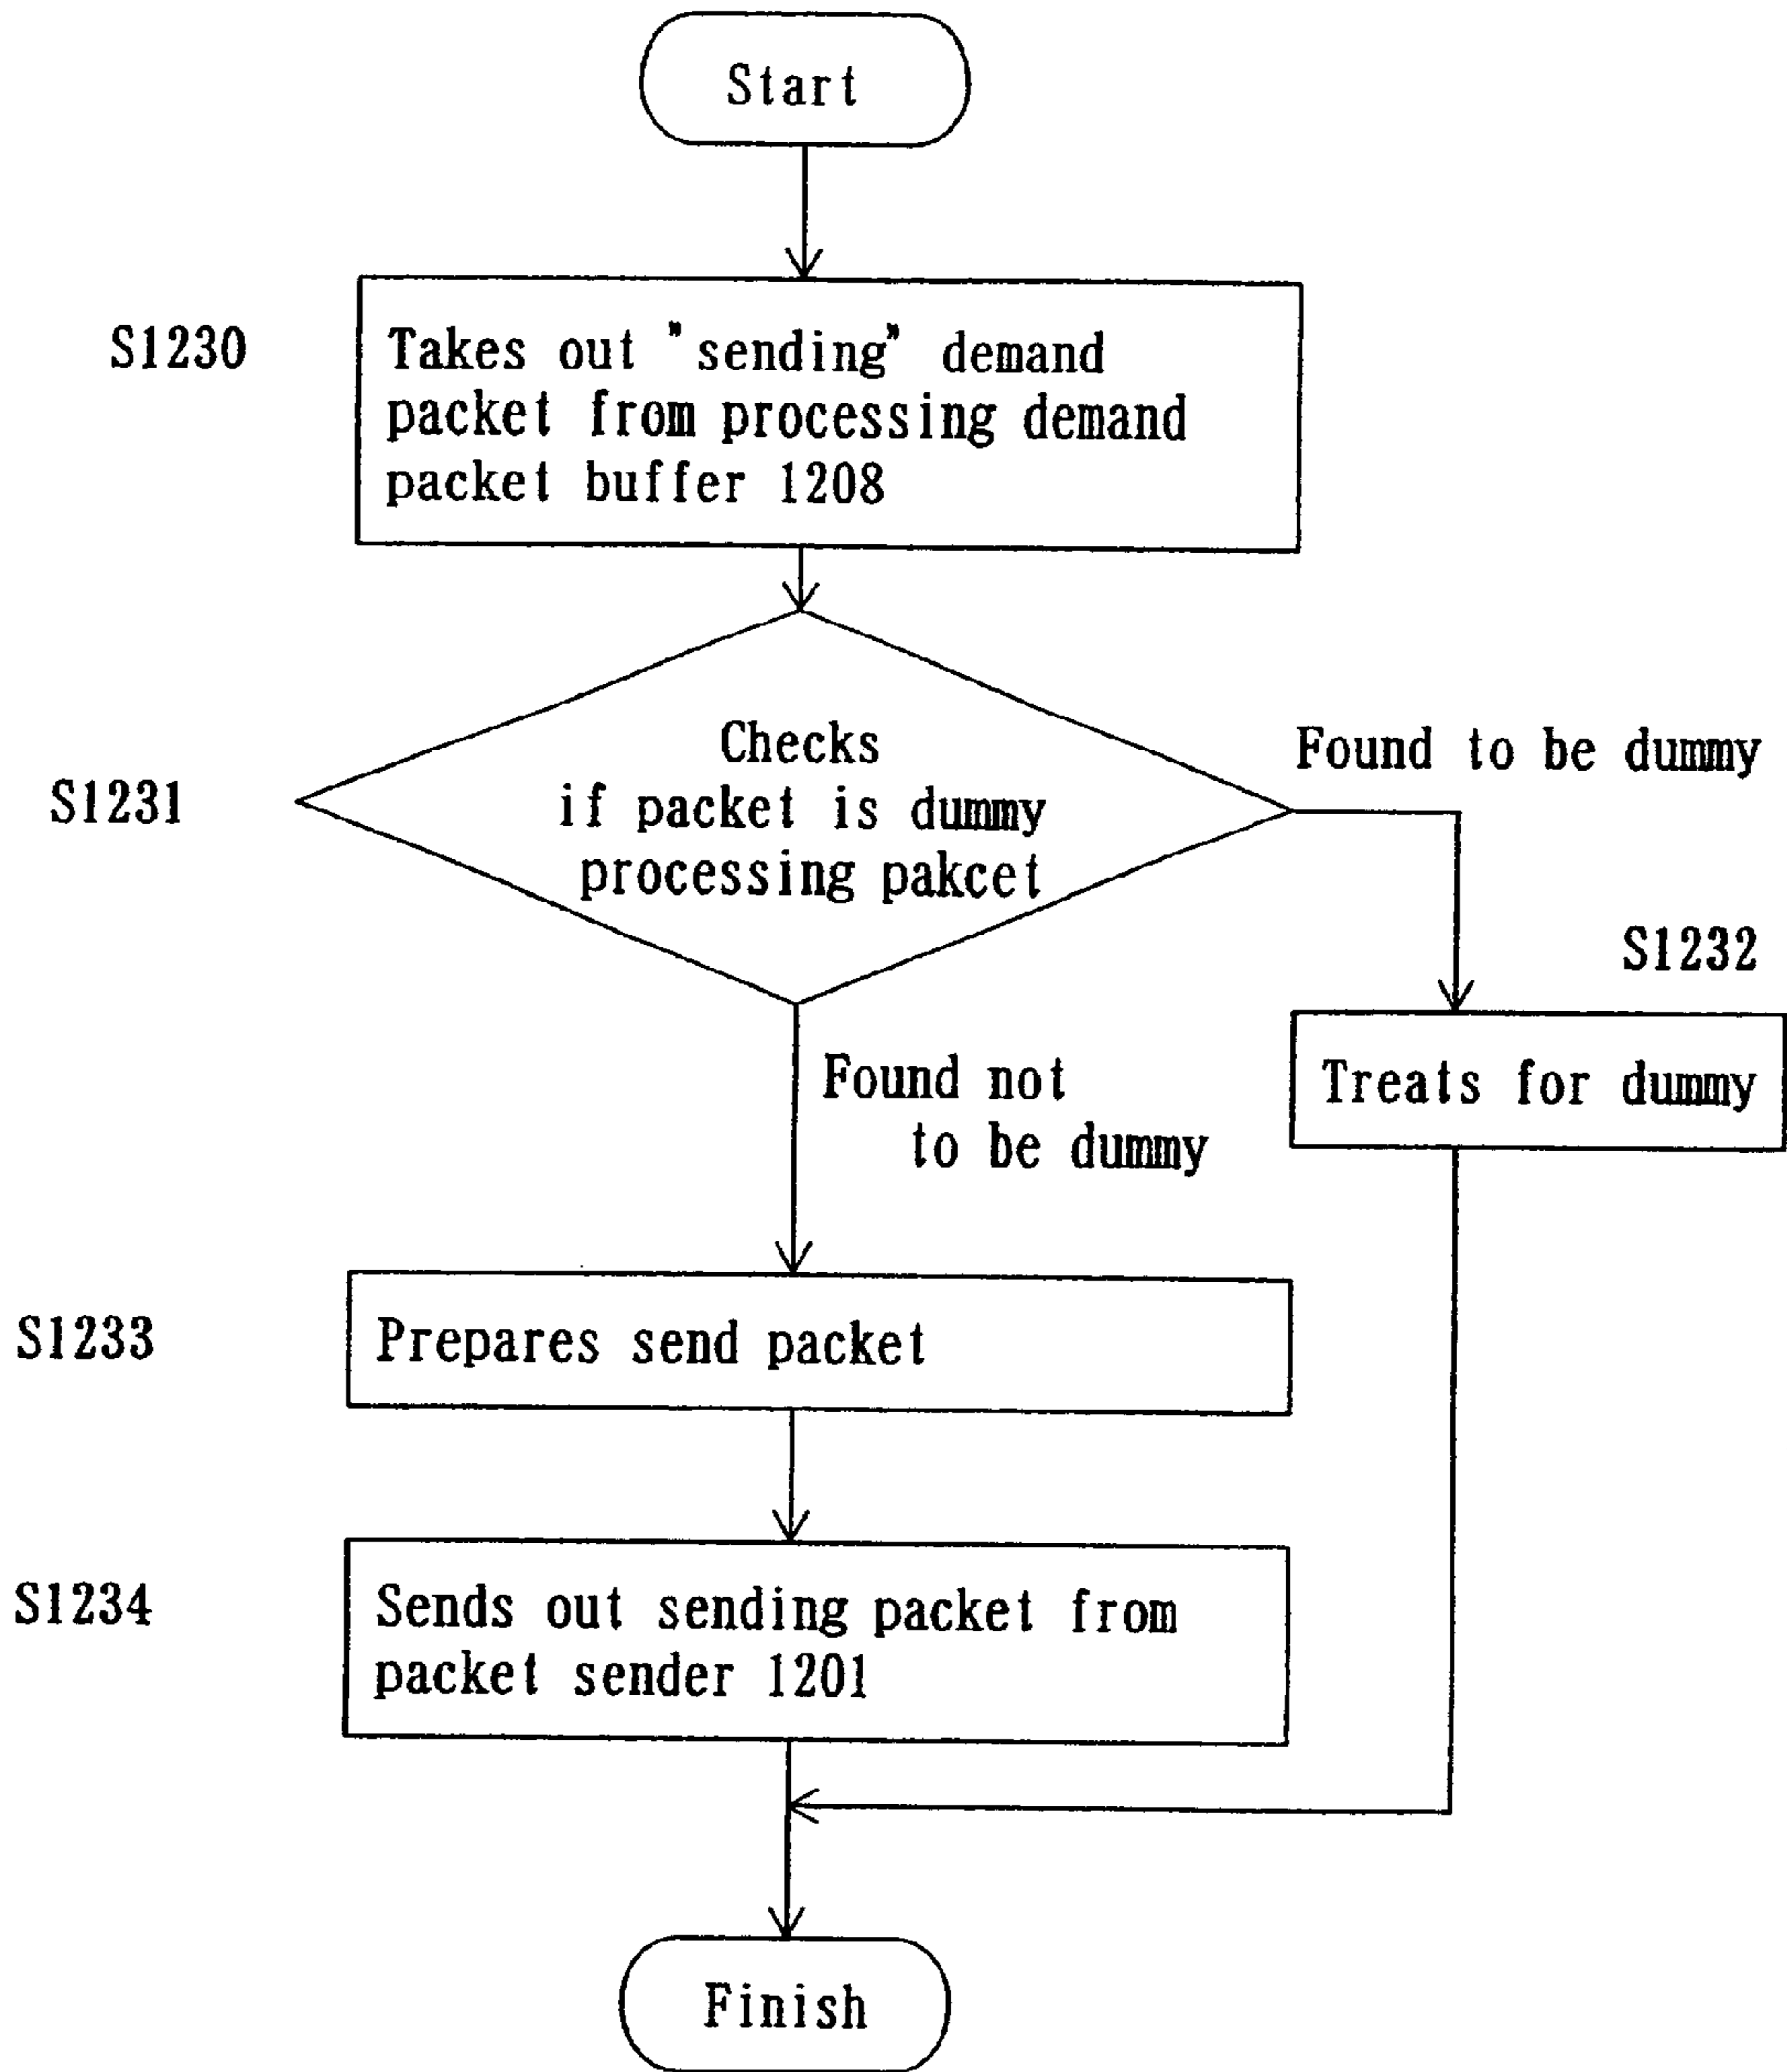 Start
S1230
Takes out "sending" demand
packet from processing demand
packet buffer 1208
S1231
Checks
if packet is dummy
processing pakcet
Found to be dummy
S1232
Treats for dummy
Found not
to be dummy
S1233
Prepares send packet
S1234
Sends out sending packet from
packet sender 1201
Finish